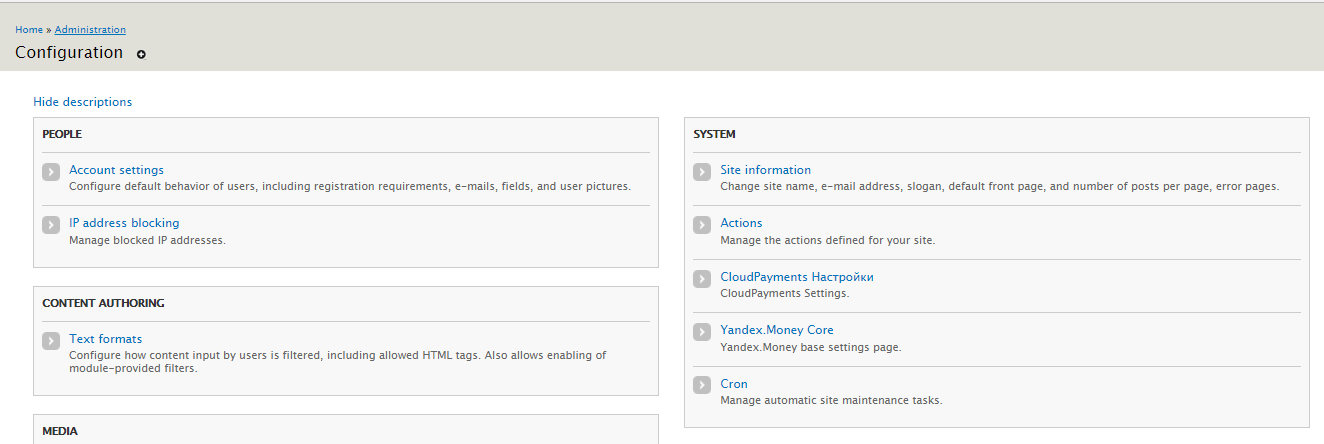 Home » Administration
Configuration
Hide descriptions
PEOPLE
Account settings
Configure default behavior of users, including registration requirements, e-mails, fields, and user pictures.
IP address blocking
Manage blocked IP addresses.
CONTENT AUTHORING
Text formats
Configure how content input by users is filtered, including allowed HTML tags. Also allows enabling of
module-provided filters.
MEDIA
SYSTEM
Site information
Change site name, e-mail address, slogan, default front page, and number of posts per page, error pages.
Actions
Manage the actions defined for your site.
CloudPayments Настройки
CloudPayments Settings.
Yandex.Money Core
Yandex.Money base settings page.
Cron
Manage automatic site maintenance tasks.